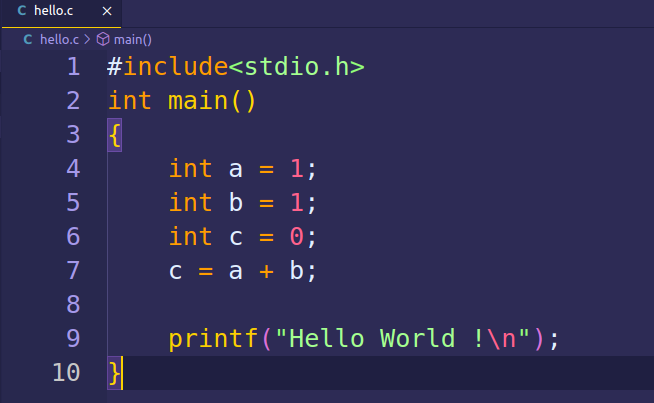 C hello.c ×
C hello.c > main()
1 #include<stdio.h>
2 int main()
3 {
4     int a = 1;
5     int b = 1;
6     int c = 0;
7     c = a + b;
8
9     printf("Hello World !\n");
10 }